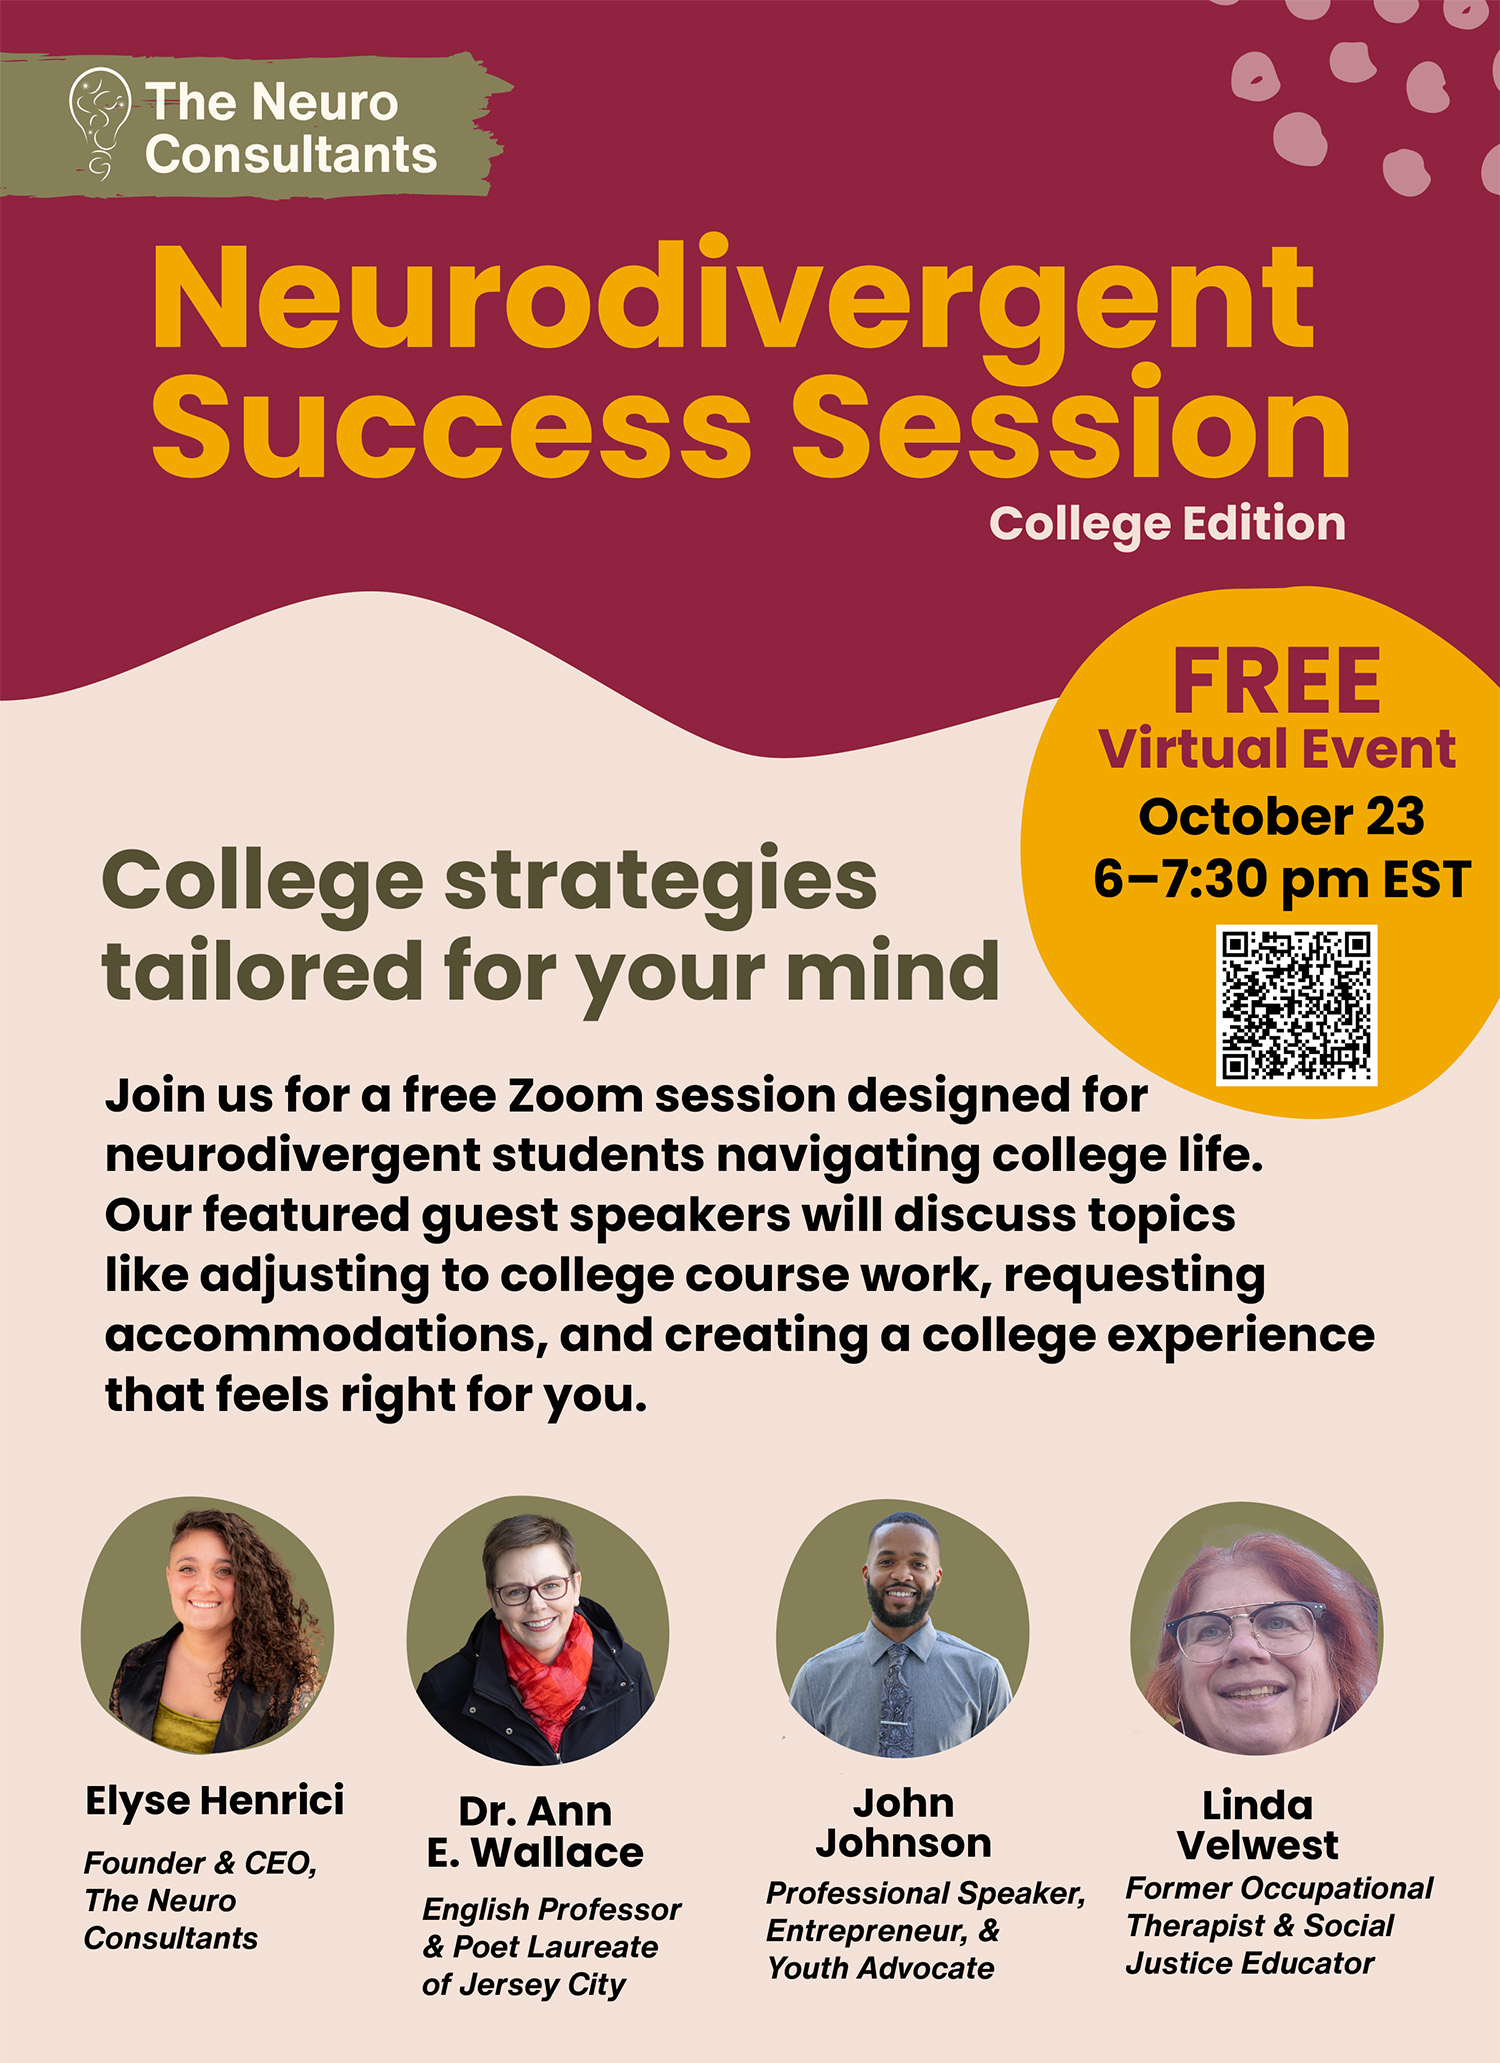 The Neuro
Consultants
Neurodivergent
Success Session
College Edition
FREE
Virtual Event
October 23
6–7:30 pm EST
College strategies
tailored for your mind
Join us for a free Zoom session designed for
neurodivergent students navigating college life.
Our featured guest speakers will discuss topics
like adjusting to college course work, requesting
accommodations, and creating a college experience
that feels right for you.
Elyse Henrici
Founder & CEO,
The Neuro
Consultants
Dr. Ann
E. Wallace
English Professor
& Poet Laureate
of Jersey City
John
Johnson
Professional Speaker,
Entrepreneur, &
Youth Advocate
Linda
Velwest
Former Occupational
Therapist & Social
Justice Educator